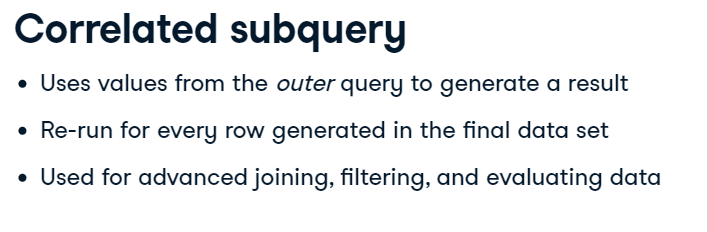 Correlated subquery
• Uses values from the outer query to generate a result
• Re-run for every row generated in the final data set
• Used for advanced joining, filtering, and evaluating data